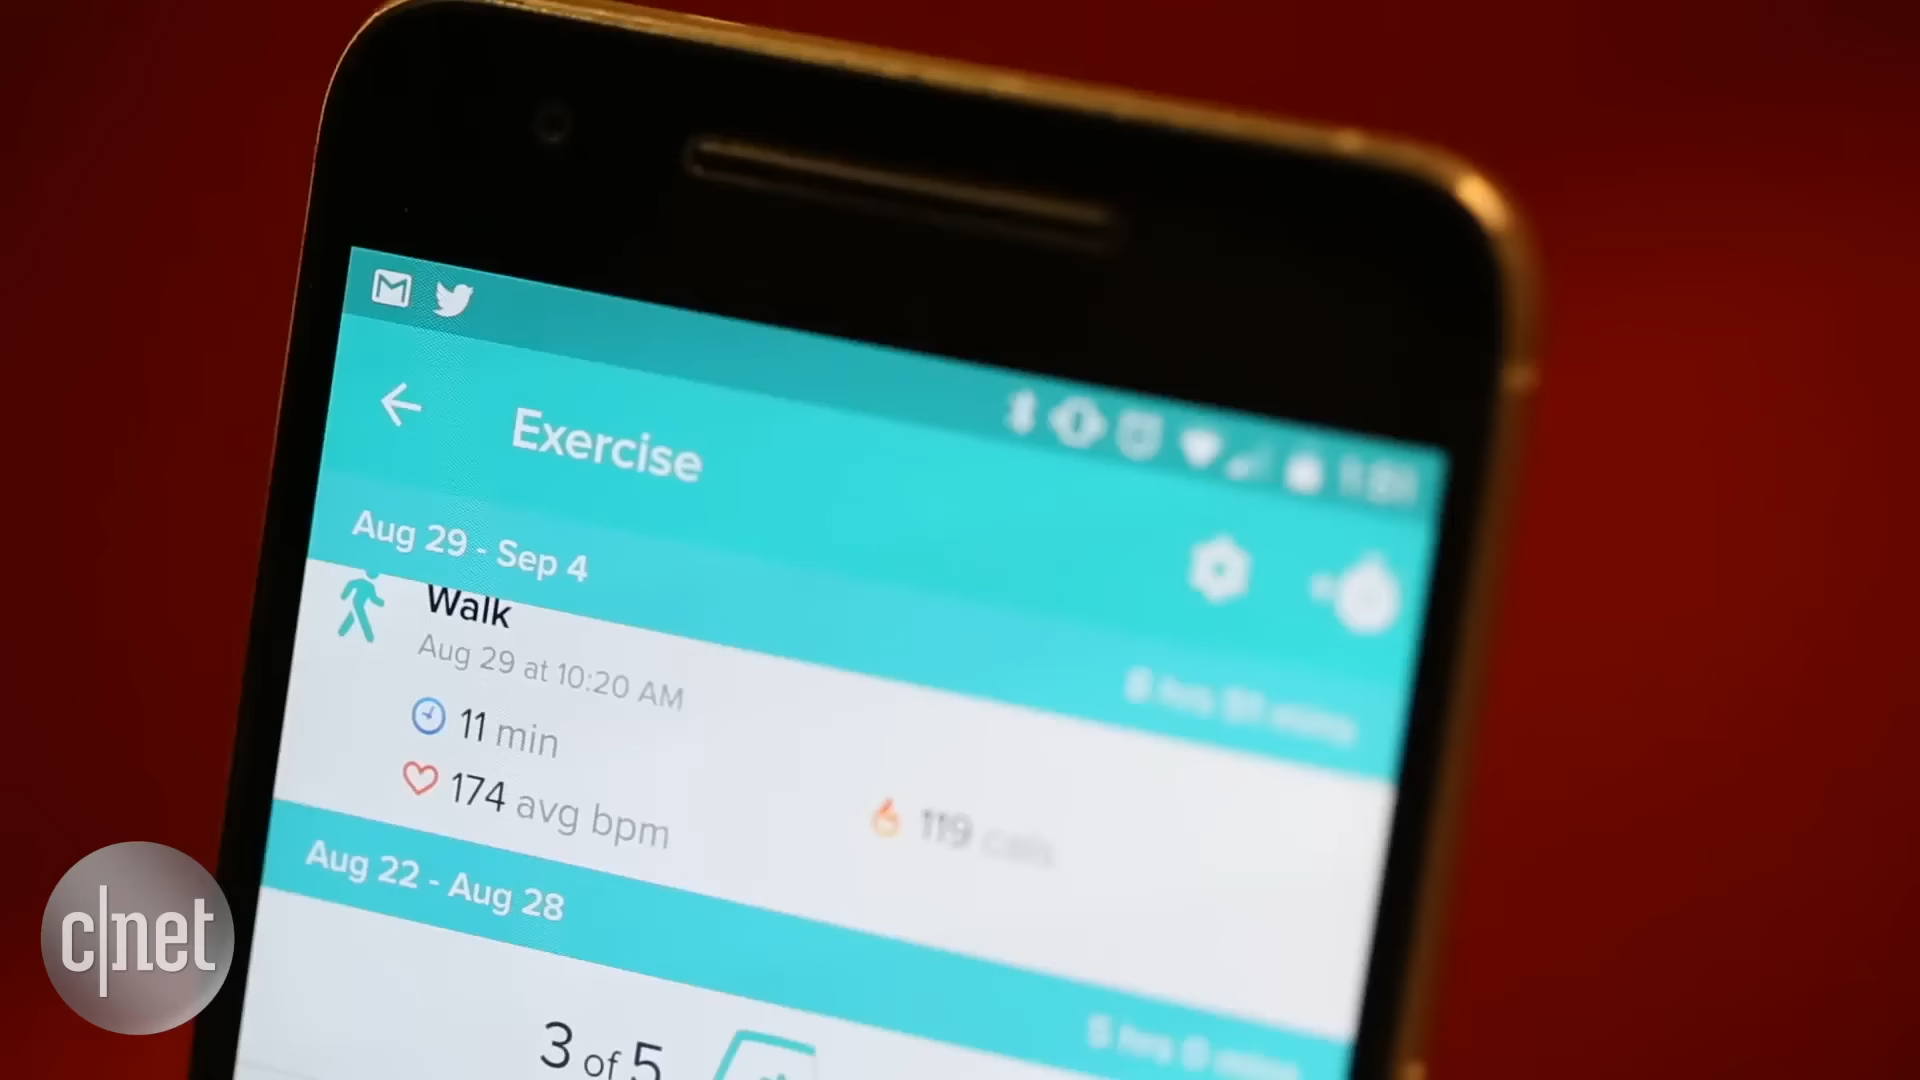 Exercise
Aug 29 - Sep 4
Walk
Aug 29 at 10:20 AM
11 min
174 avg bpm
119 cals
Aug 22 - Aug 28
3 of 5
c|net